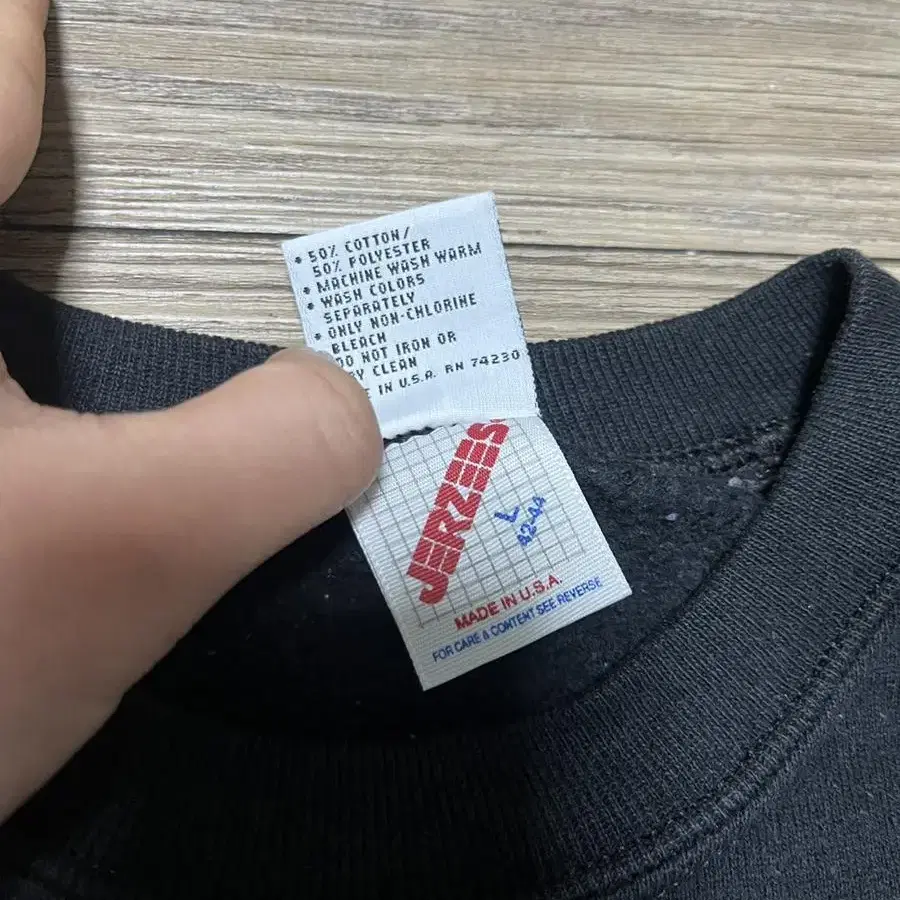 • 50% COTTON/
50% POLYESTER
• MACHINE WASH WARM
• WASH COLORS
SEPARATELY
• ONLY NON-CHLORINE
BLEACH
DO NOT IRON OR
CLEAN
IN U.S.A. RN 74230
JERZEES
L
42-44
MADE IN U.S.A.
FOR CARE & CONTENT SEE REVERSE